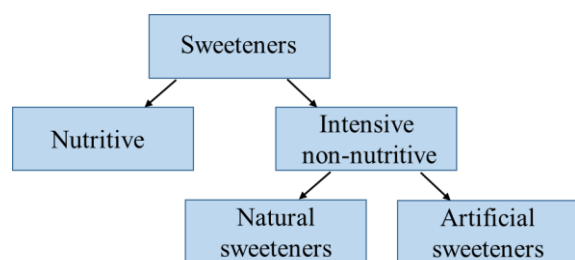 Sweeteners
Nutritive
Intensive
non-nutritive
Natural
sweeteners
Artificial
sweeteners